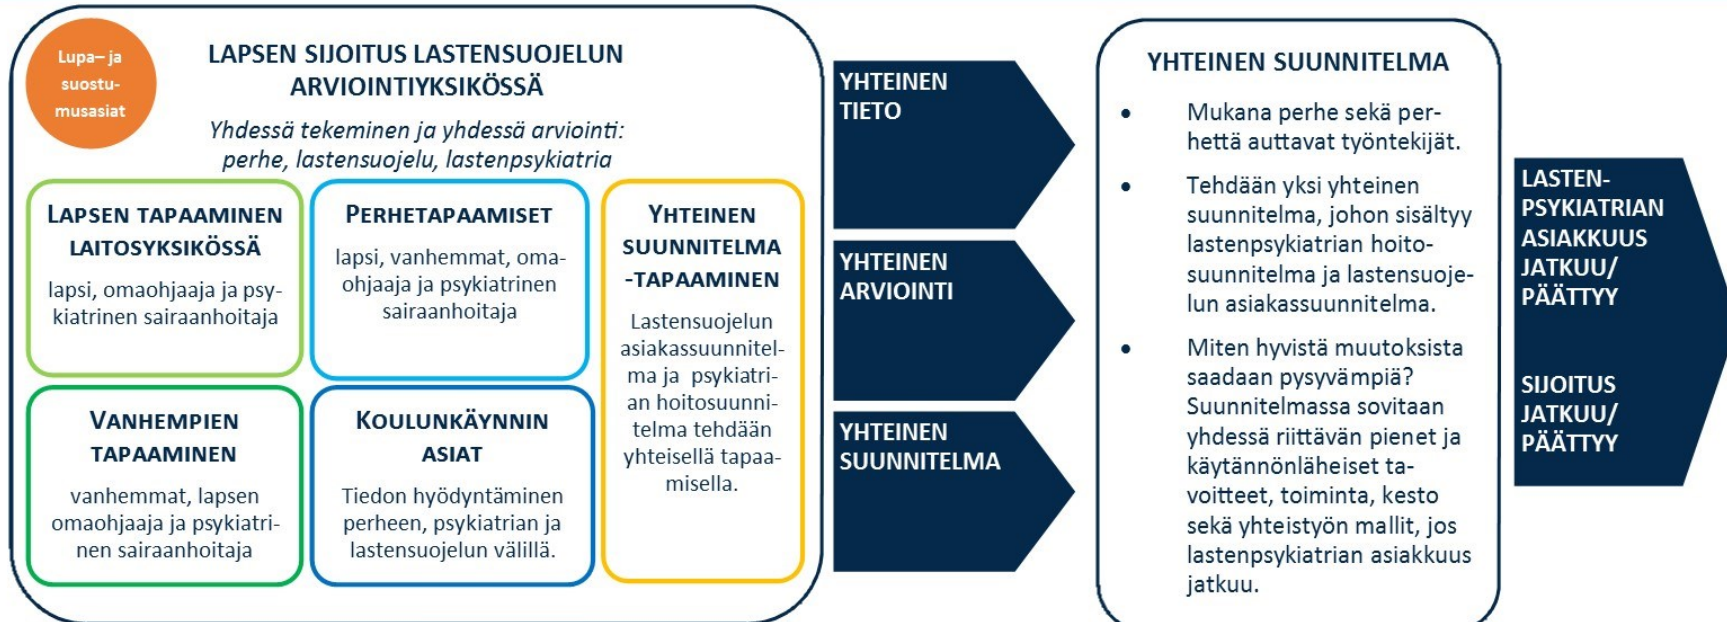 Lupa– ja
suostu-
musasiat
LAPSEN SIJOITUS LASTENSUOJELUN
ARVIOINTIYKSIKÖSSÄ
Yhdessä tekeminen ja yhdessä arviointi:
perhe, lastensuojelu, lastenpsykiatria
LAPSEN TAPAAMINEN
LAITOSYKSIKÖSSÄ
lapsi, omaohjaaja ja psy-
kiatrinen sairaanhoitaja
PERHETAPAAMISET
lapsi, vanhemmat, oma-
ohjaaja ja psykiatrinen
sairaanhoitaja
VANHEMPIEN
TAPAAMINEN
vanhemmat, lapsen
omaohjaaja ja psykiatri-
nen sairaanhoitaja
KOULUNKÄYNNIN
ASIAT
Tiedon hyödyntäminen
perheen, psykiatrian ja
lastensuojelun välillä.
YHTEINEN
SUUNNITELMA
-TAPAAMINEN
Lastensuojelun
asiakassuunnitel-
ma ja psykiatri-
an hoitosuunni-
telma tehdään
yhteisellä tapaa-
misella.
YHTEINEN
TIETO
YHTEINEN
ARVIOINTI
YHTEINEN
SUUNNITELMA
YHTEINEN SUUNNITELMA
• Mukana perhe sekä per-
hettä auttavat työntekijät.
• Tehdään yksi yhteinen
suunnitelma, johon sisältyy
lastenpsykiatrian hoito-
suunnitelma ja lastensuoje-
lun asiakassuunnitelma.
• Miten hyvistä muutoksista
saadaan pysyvämpiä?
Suunnitelmassa sovitaan
yhdessä riittävän pienet ja
käytännönläheiset ta-
voitteet, toiminta, kesto
sekä yhteistyön mallit, jos
lastenpsykiatrian asiakkuus
jatkuu.
LASTEN-
PSYKIATRIAN
ASIAKKUUS
JATKUU/
PÄÄTTYY
SIJOITUS
JATKUU/
PÄÄTTYY